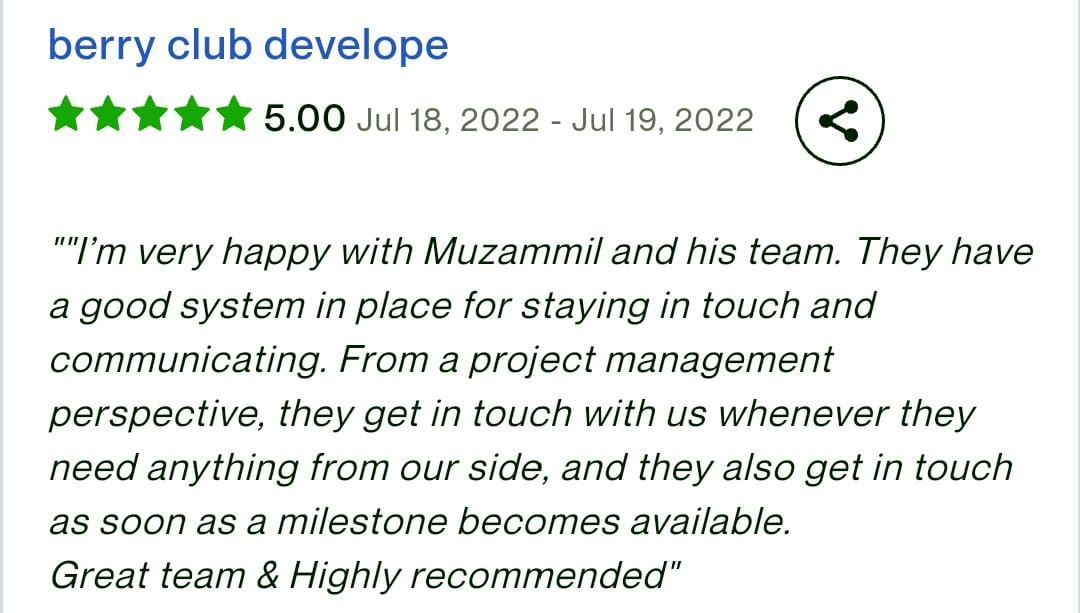 berry club develope
5.00 Jul 18, 2022 - Jul 19, 2022
""I’m very happy with Muzammil and his team. They have
a good system in place for staying in touch and
communicating. From a project management
perspective, they get in touch with us whenever they
need anything from our side, and they also get in touch
as soon as a milestone becomes available.
Great team & Highly recommended"